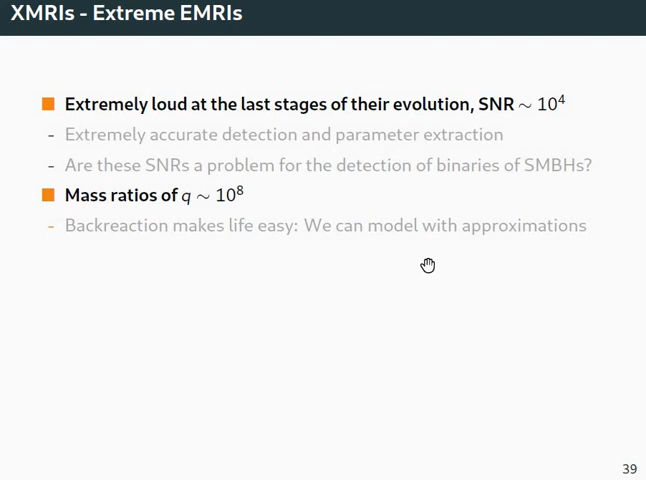 XMRIs - Extreme EMRIs
Extremely loud at the last stages of their evolution, SNR ∼ 10⁴
- Extremely accurate detection and parameter extraction
- Are these SNRs a problem for the detection of binaries of SMBHs?
Mass ratios of q ∼ 10⁸
- Backreaction makes life easy: We can model with approximations
39